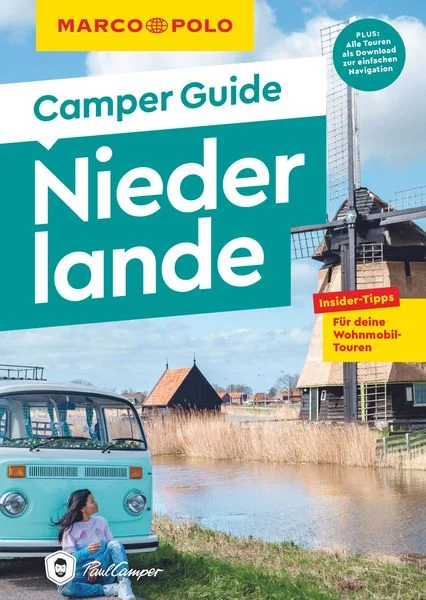 MARCO POLO
PLUS:
Alle Touren
als Download
zur einfachen
Navigation
Camper Guide
Nieder
lande
Insider-Tipps
Für deine
Wohnmobil-
Touren
PaulCamper